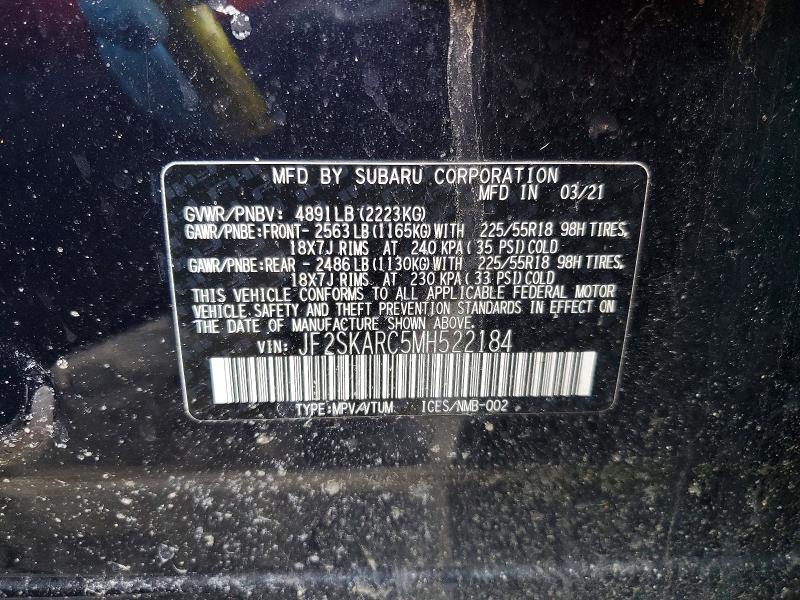 MFD BY SUBARU CORPORATION
MFD IN 03/21
GVWR/PNBV: 4891LB (2223KG)
GAWR/PNBE:FRONT- 2563LB (1165KG) WITH 225/55R18 98H TIRES,
18X7J RIMS AT 240 KPA ( 35 PSI) COLD
GAWR/PNBE:REAR - 2486LB (1130KG) WITH 225/55R18 98H TIRES,
18X7J RIMS AT 230 KPA ( 33 PSI) COLD
THIS VEHICLE CONFORMS TO ALL APPLICABLE FEDERAL MOTOR
VEHICLE SAFETY AND THEFT PREVENTION STANDARDS IN EFFECT ON
THE DATE OF MANUFACTURE SHOWN ABOVE.
VIN: JF2SKARC5MH522184
TYPE:MPV/VTUM ICES/NMB-002